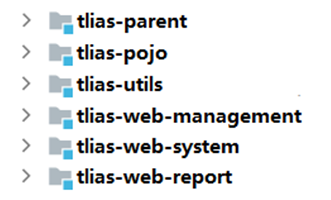 tlias-parent
tlias-pojo
tlias-utils
tlias-web-management
tlias-web-system
tlias-web-report